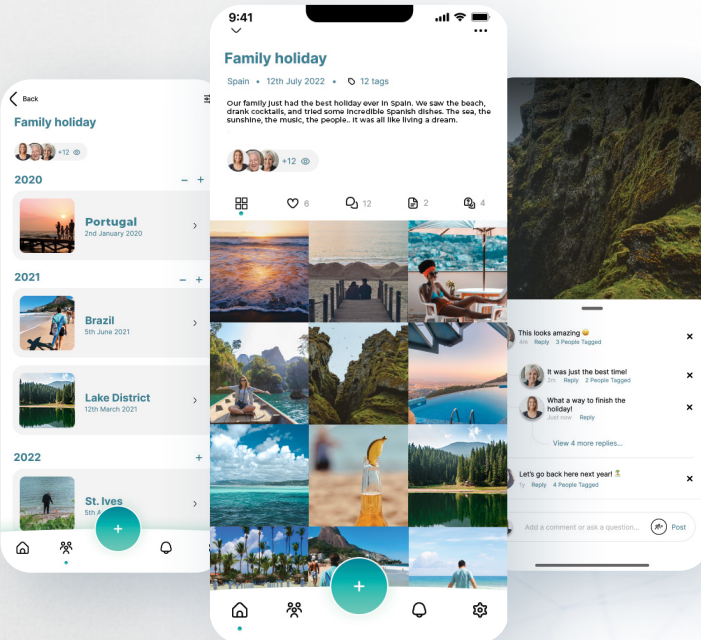 Back
Family holiday
+12
2020
Portugal
2nd January 2020
2021
Brazil
5th June 2021
Lake District
12th March 2021
2022
St. Ives
5th
9:41
Family holiday
Spain • 12th July 2022 • 12 tags
Our family just had the best holiday ever in Spain. We saw the beach,
drank cocktails, and tried some incredible Spanish dishes. The sea, the
sunshine, the music, the people.. It was all like living a dream.
+12
6
12
2
4
This looks amazing
4m Reply 3 People Tagged
It was just the best time!
2m Reply 2 People Tagged
What a way to finish the
holiday!
Just now Reply
View 4 more replies...
Let's go back here next year!
1y Reply 4 People Tagged
Add a comment or ask a question...
Post